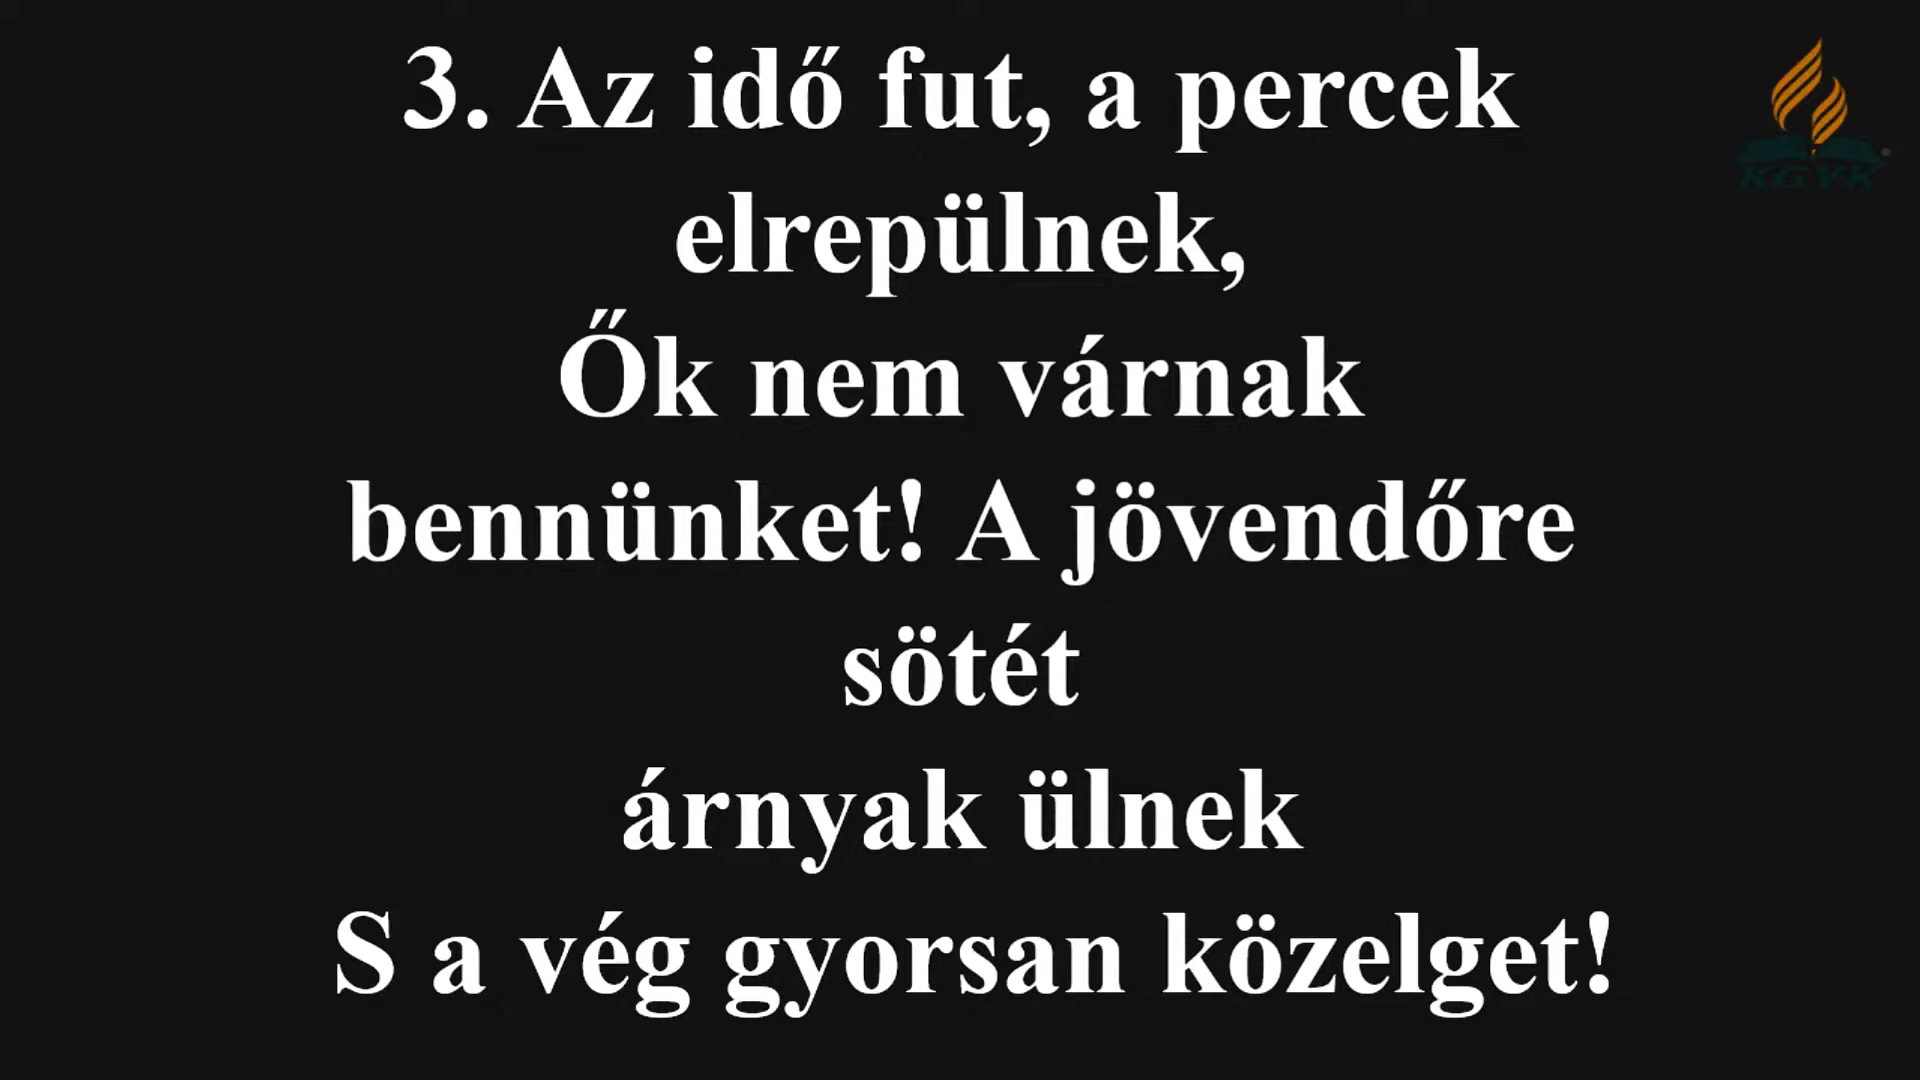 3. Az idő fut, a percek
elrepülnek,
Ők nem várnak
bennünket! A jövendőre
sötét
árnyak ülnek
S a vég gyorsan közelget!
KGYK